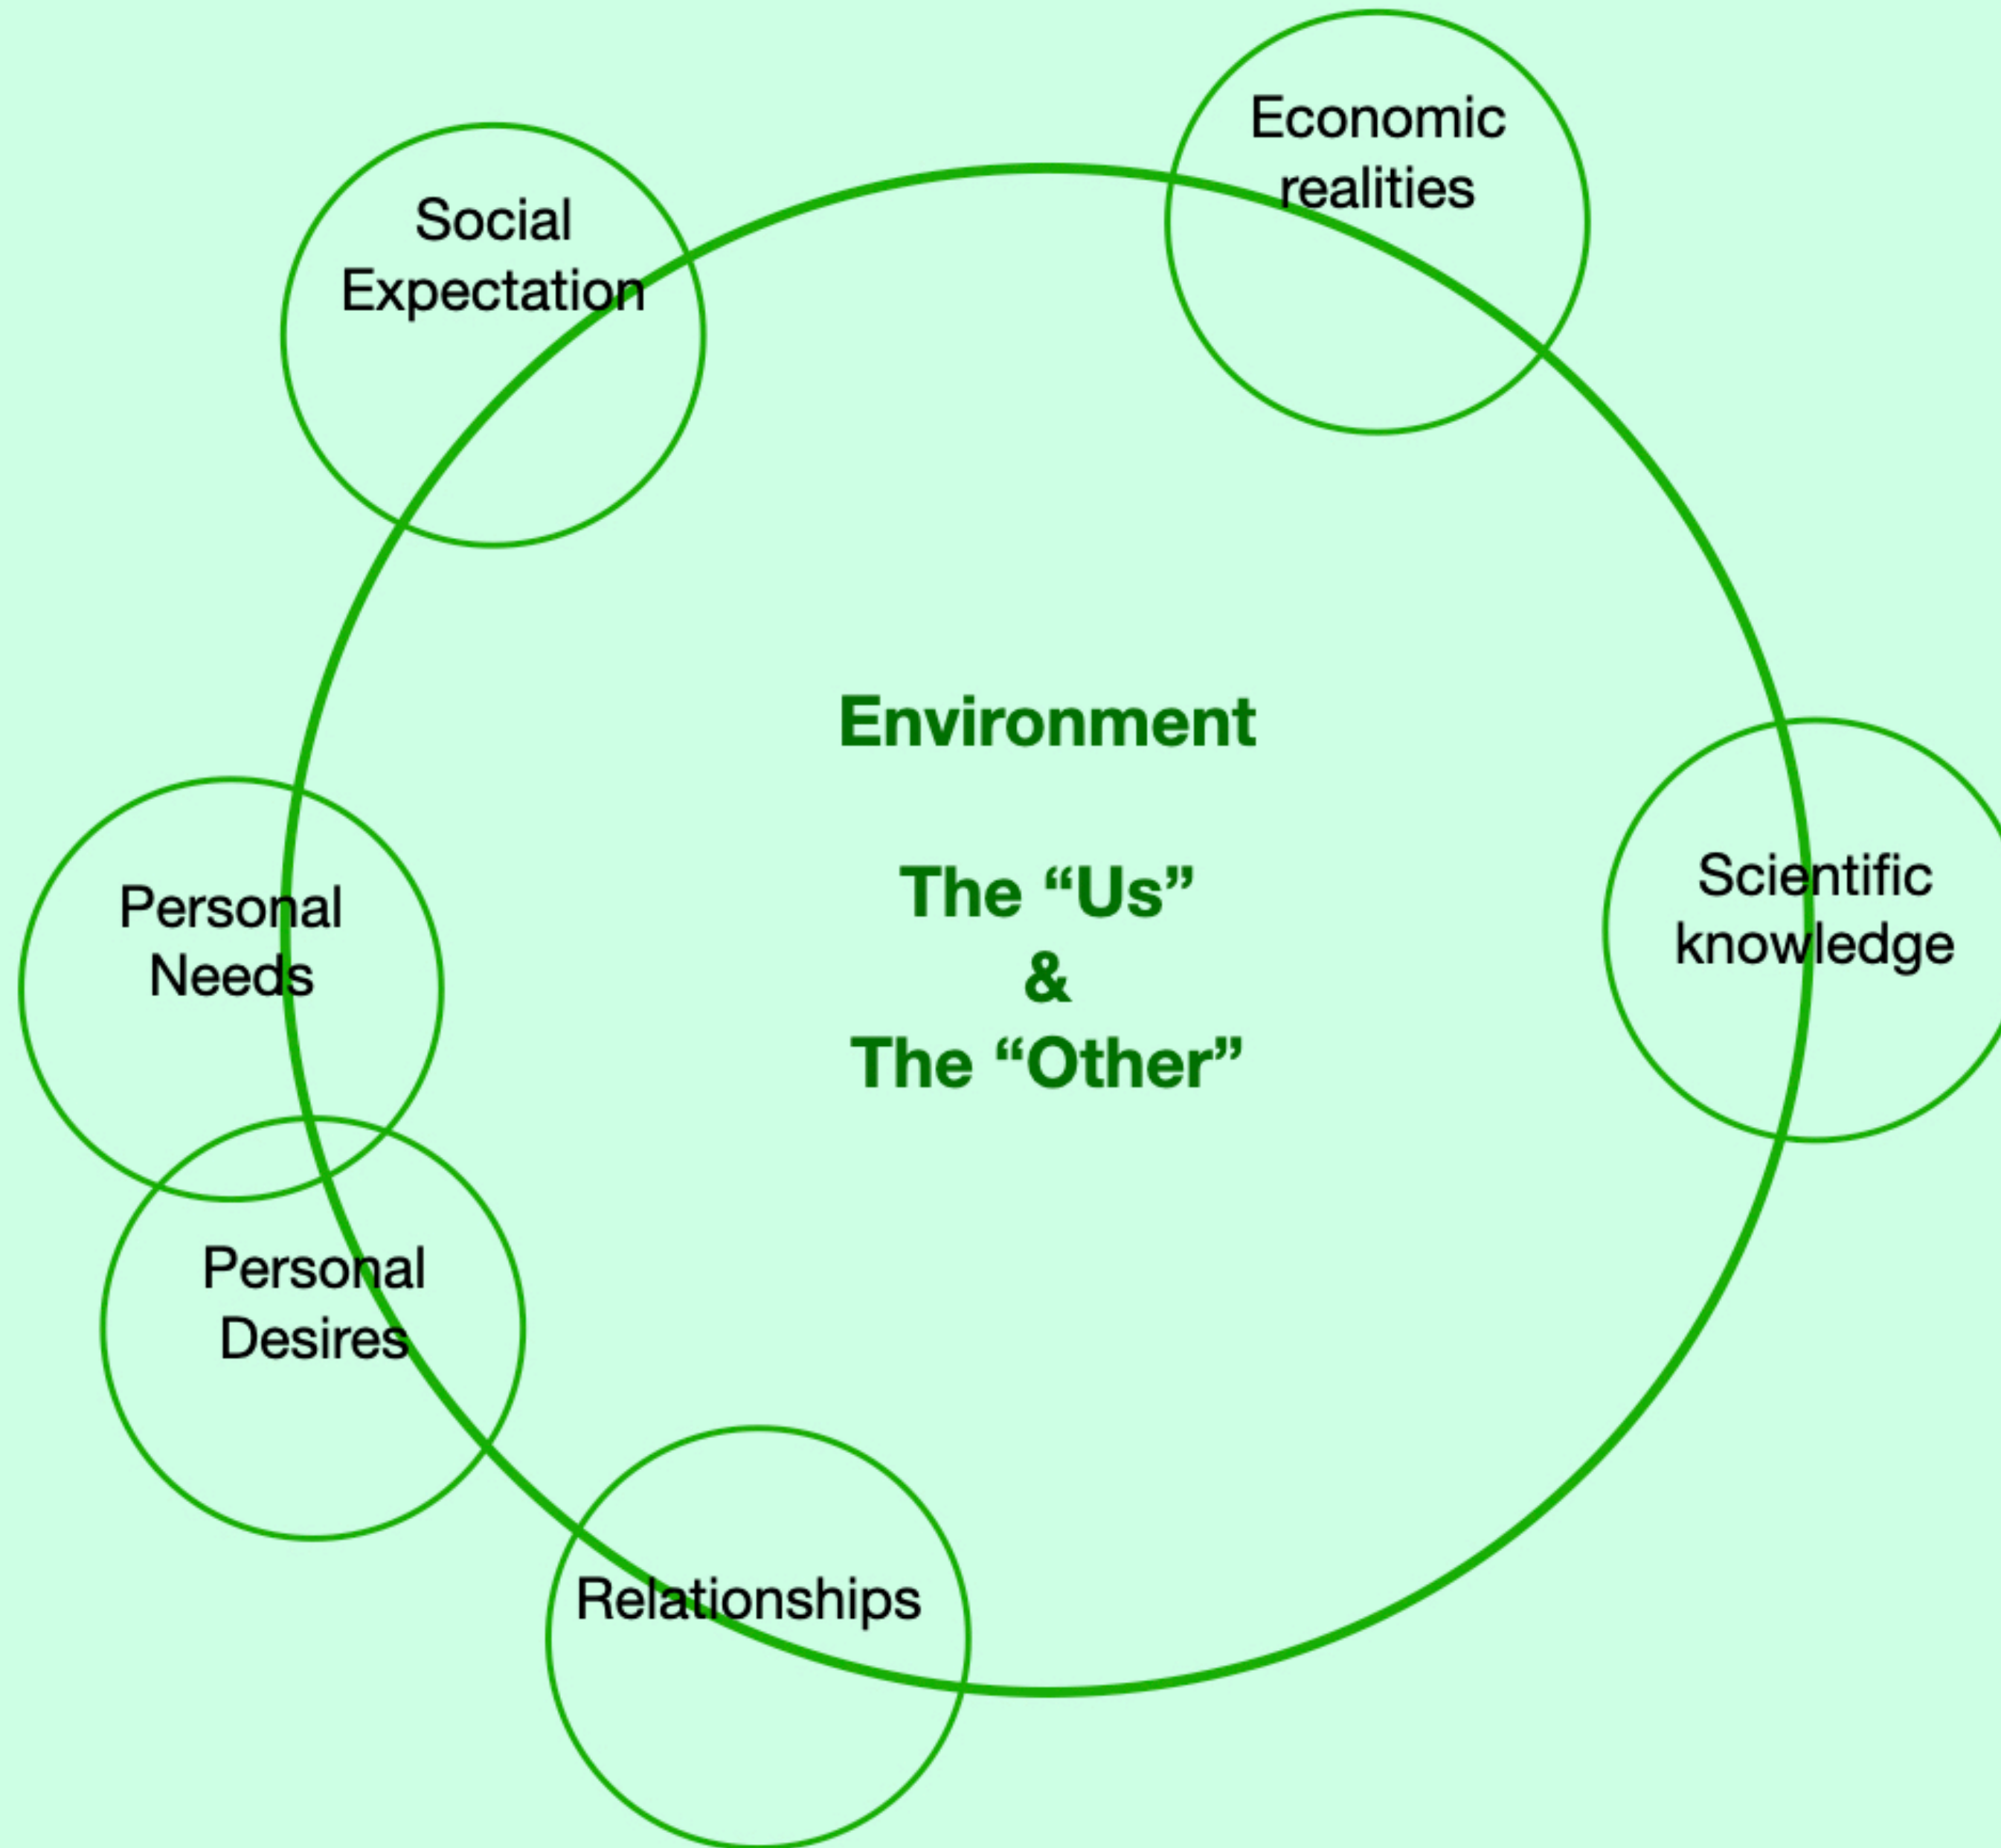 Economic
realities
Social
Expectation
Environment
The “Us”
&
The “Other”
Scientific
knowledge
Personal
Needs
Personal
Desires
Relationships